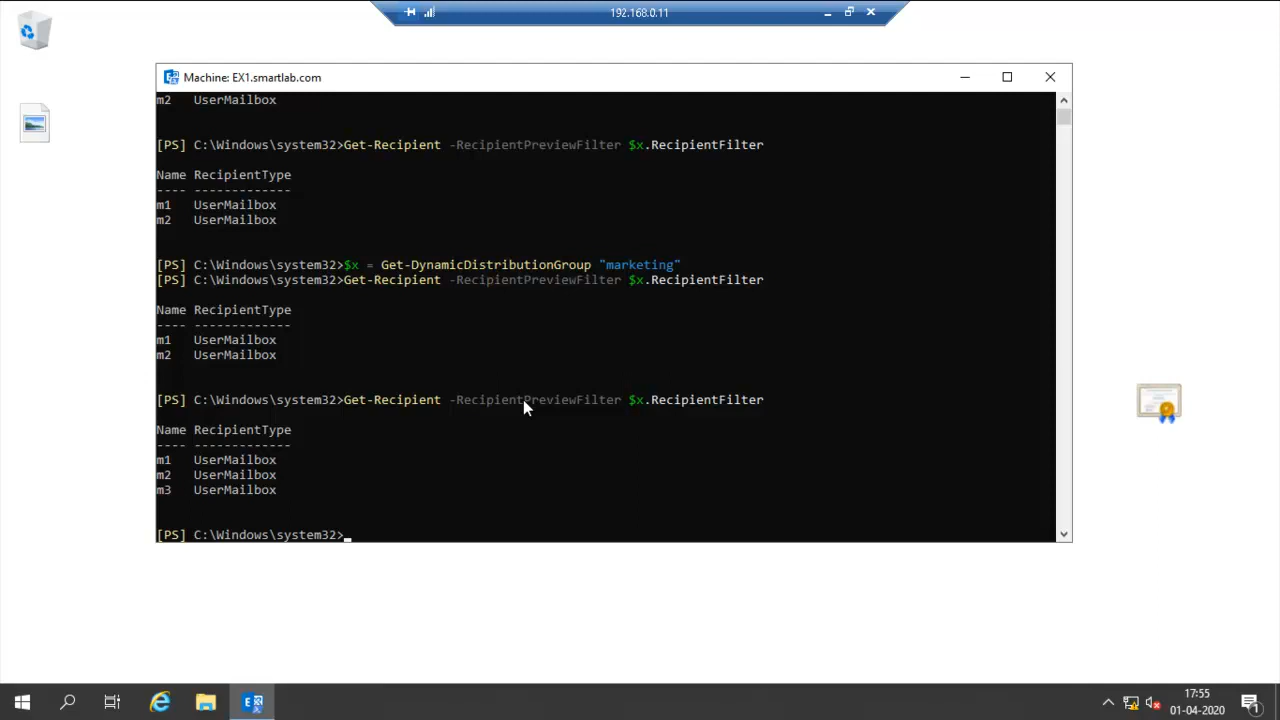 192.168.0.11
Machine: EX1.smartlab.com
m2   UserMailbox
[PS] C:\Windows\system32>Get-Recipient -RecipientPreviewFilter $x.RecipientFilter
Name RecipientType
---- -------------
m1   UserMailbox
m2   UserMailbox
[PS] C:\Windows\system32>$x = Get-DynamicDistributionGroup "marketing"
[PS] C:\Windows\system32>Get-Recipient -RecipientPreviewFilter $x.RecipientFilter
Name RecipientType
---- -------------
m1   UserMailbox
m2   UserMailbox
[PS] C:\Windows\system32>Get-Recipient -RecipientPreviewFilter $x.RecipientFilter
Name RecipientType
---- -------------
m1   UserMailbox
m2   UserMailbox
m3   UserMailbox
[PS] C:\Windows\system32>
17:55
01-04-2020
1